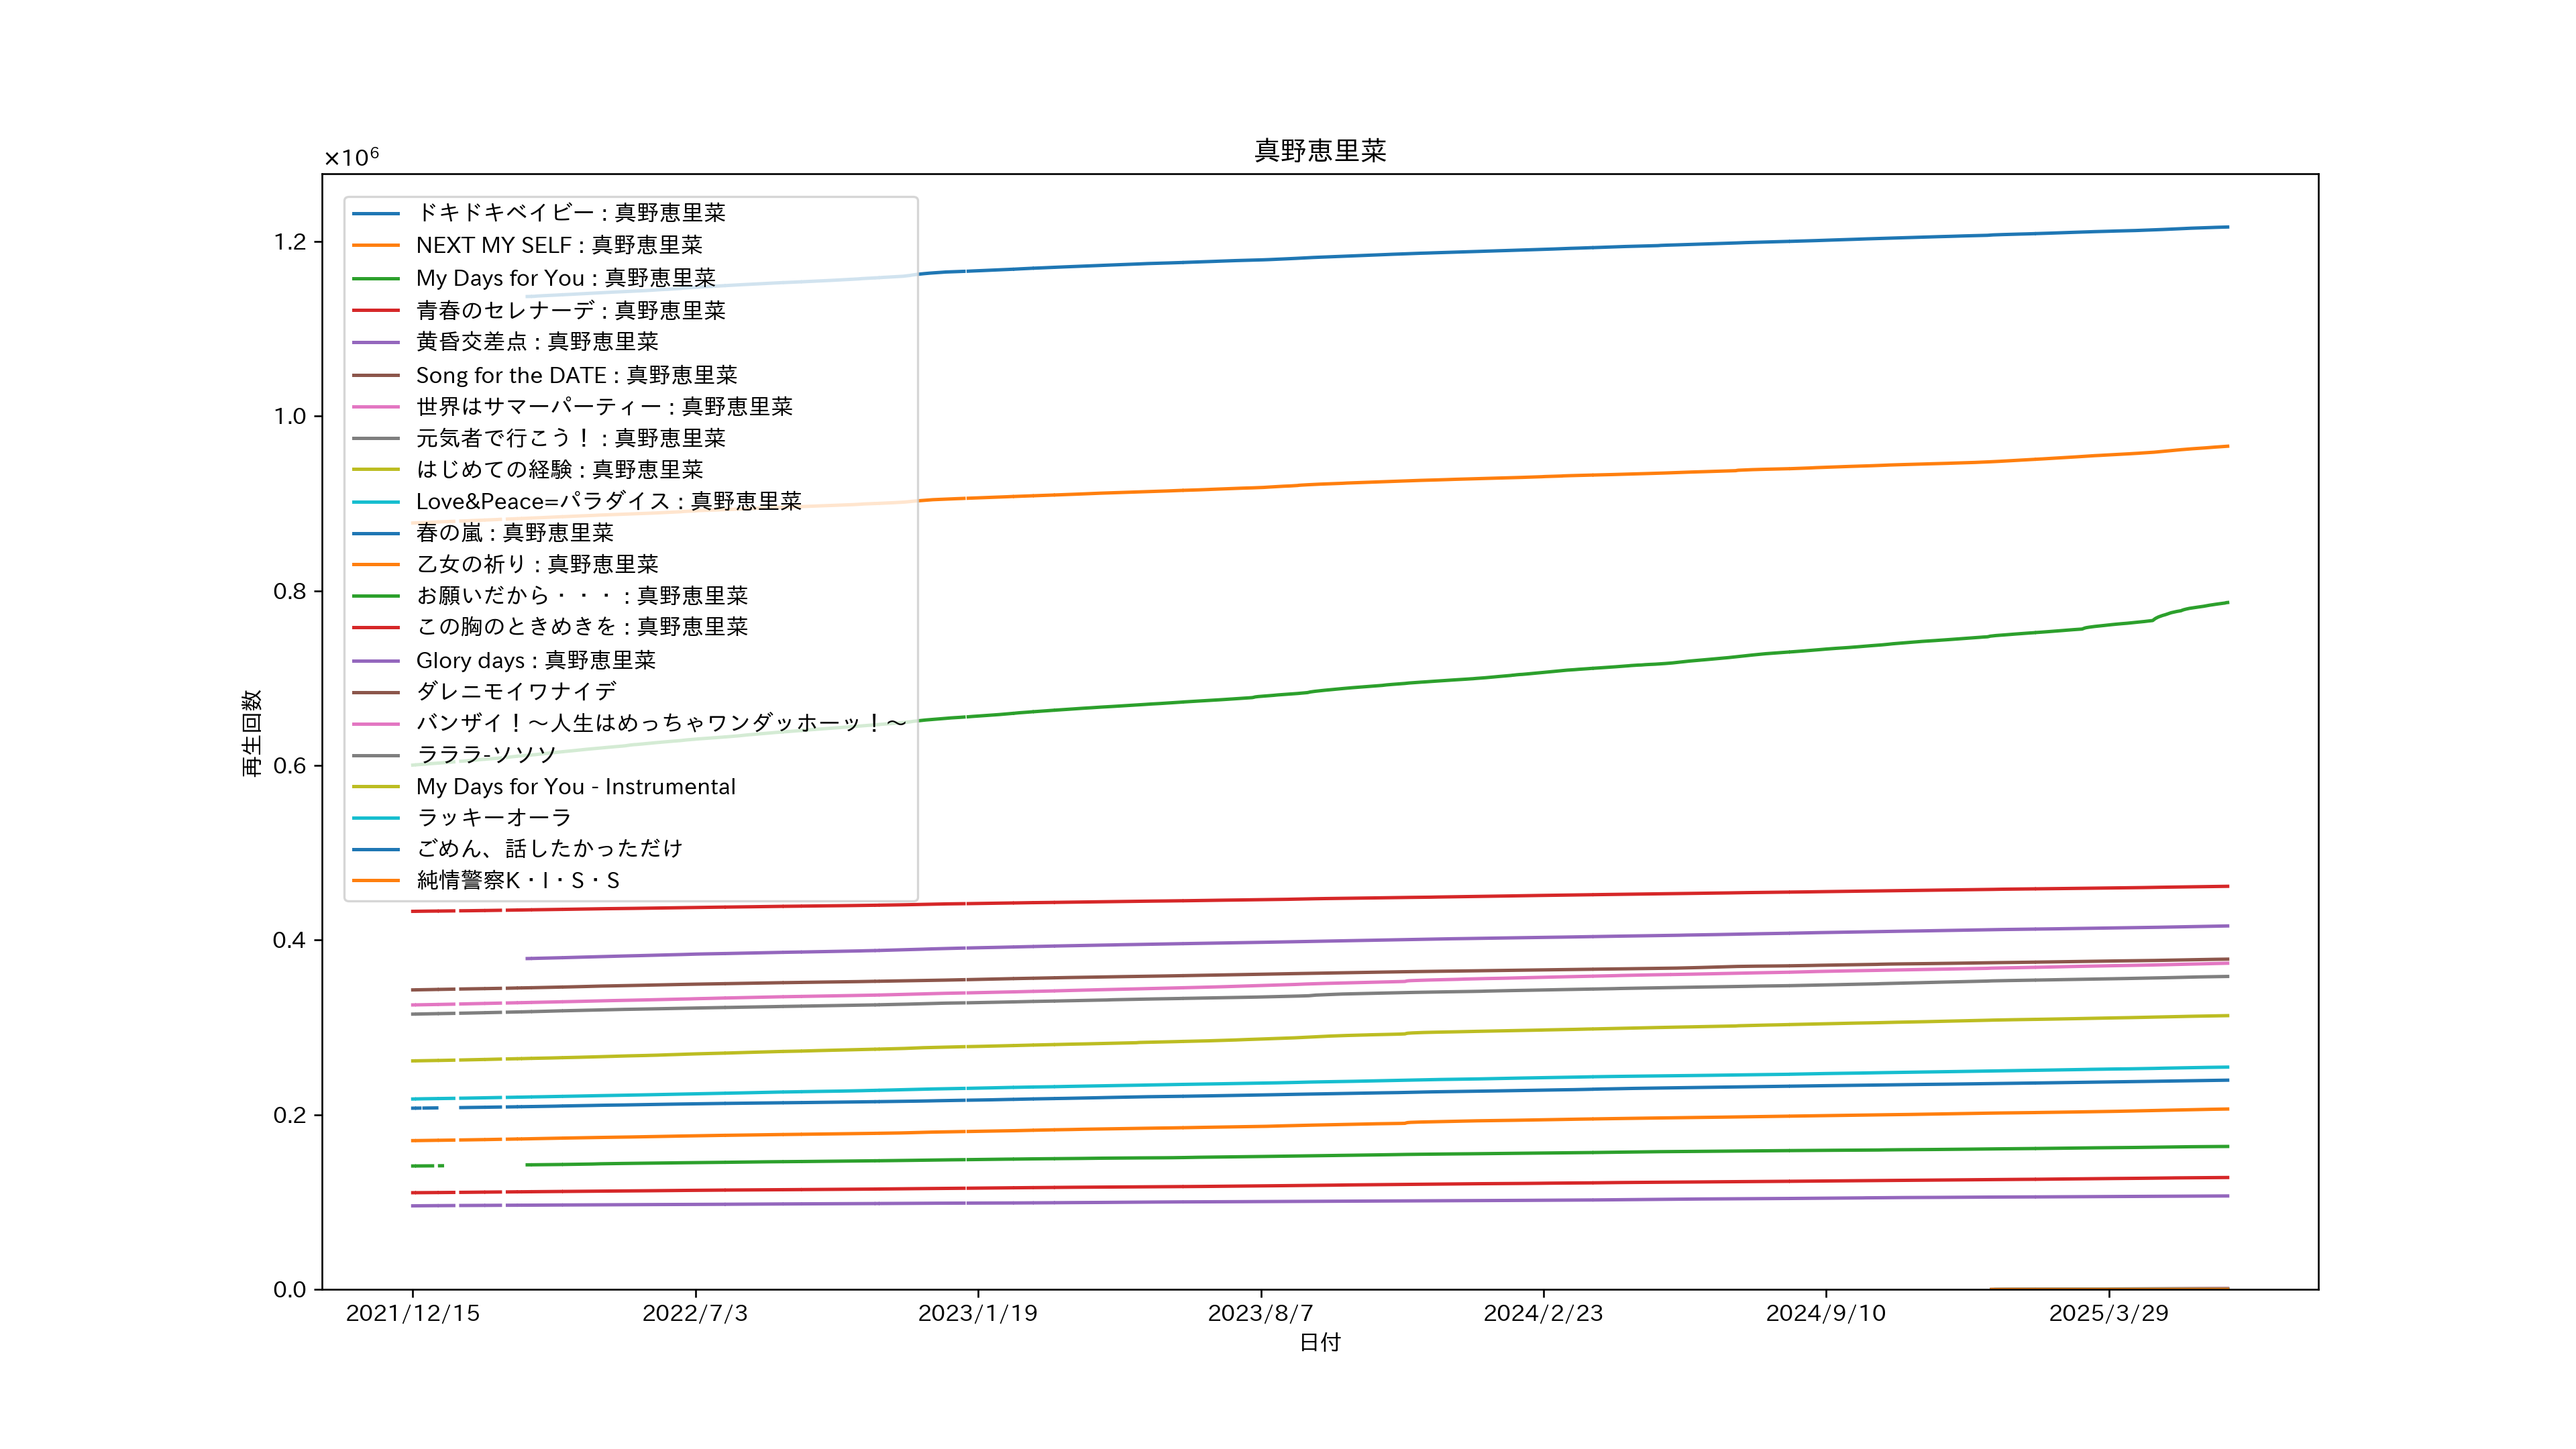 真野恵里菜
×10⁶
ドキドキベイビー : 真野恵里菜
NEXT MY SELF : 真野恵里菜
My Days for You : 真野恵里菜
青春のセレナーデ : 真野恵里菜
黄昏交差点 : 真野恵里菜
Song for the DATE : 真野恵里菜
世界はサマーパーティー : 真野恵里菜
元気者で行こう！ : 真野恵里菜
はじめての経験 : 真野恵里菜
Love&Peace=パラダイス : 真野恵里菜
春の嵐 : 真野恵里菜
乙女の祈り : 真野恵里菜
お願いだから・・・ : 真野恵里菜
この胸のときめきを : 真野恵里菜
Glory days : 真野恵里菜
ダレニモイワナイデ
バンザイ！～人生はめっちゃワンダッホーッ！～
ラララ-ソソソ
My Days for You - Instrumental
ラッキーオーラ
ごめん、話したかっただけ
純情警察K・I・S・S
1.2
1.0
0.8
0.6
0.4
0.2
0.0
再生回数
2021/12/15
2022/7/3
2023/1/19
2023/8/7
2024/2/23
2024/9/10
2025/3/29
日付